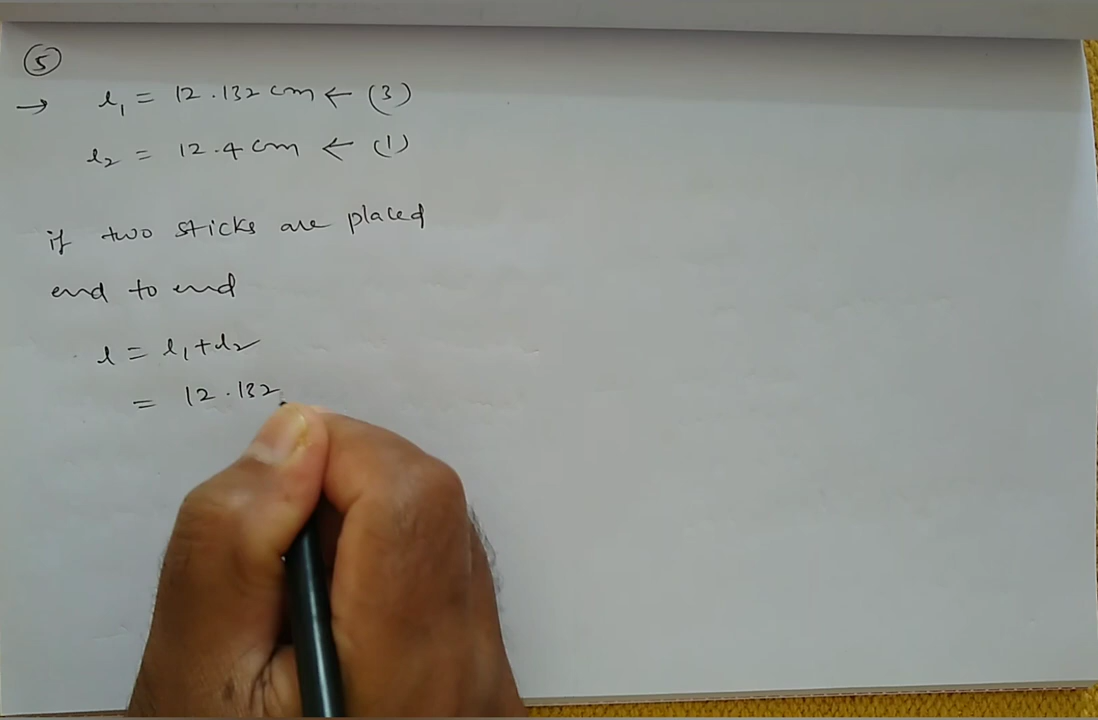 5
→ l₁ = 12.132 cm ← (3)
l₂ = 12.4 cm ← (1)
if two sticks are placed
end to end
l = l₁ + l₂
= 12.132